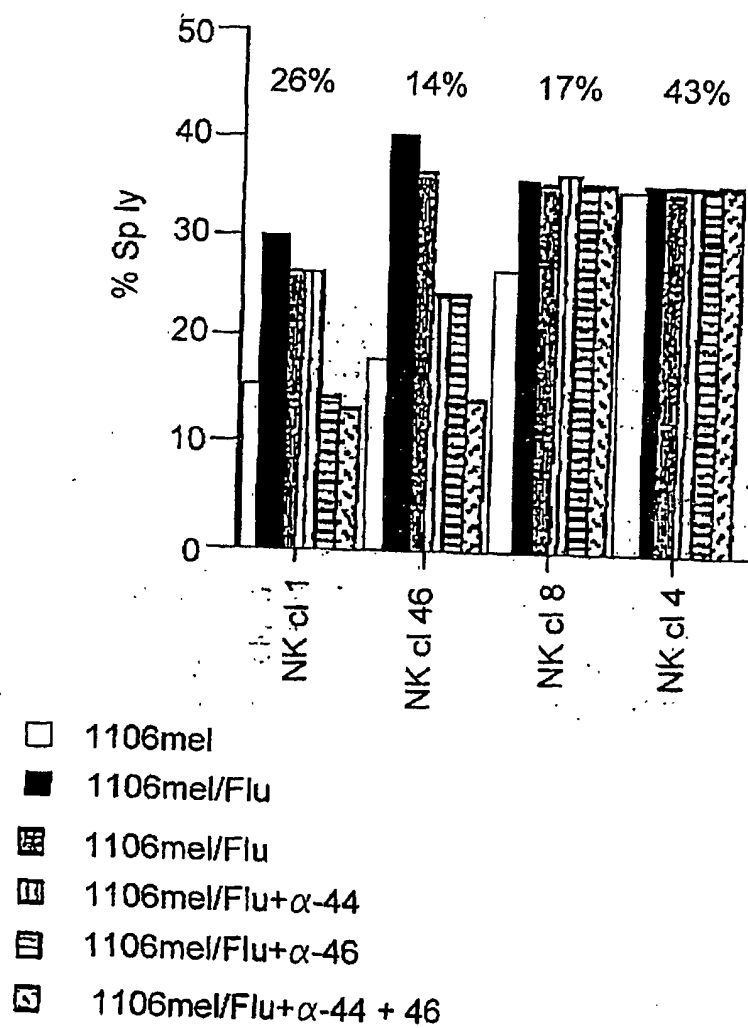 50
26% 14% 17% 43%
40
30
20
10
0
% Sp ly
NK cl 1
NK cl 46
NK cl 8
NK cl 4
1106mel
1106mel/Flu
1106mel/Flu
1106mel/Flu+α-44
1106mel/Flu+α-46
1106mel/Flu+α-44 + 46